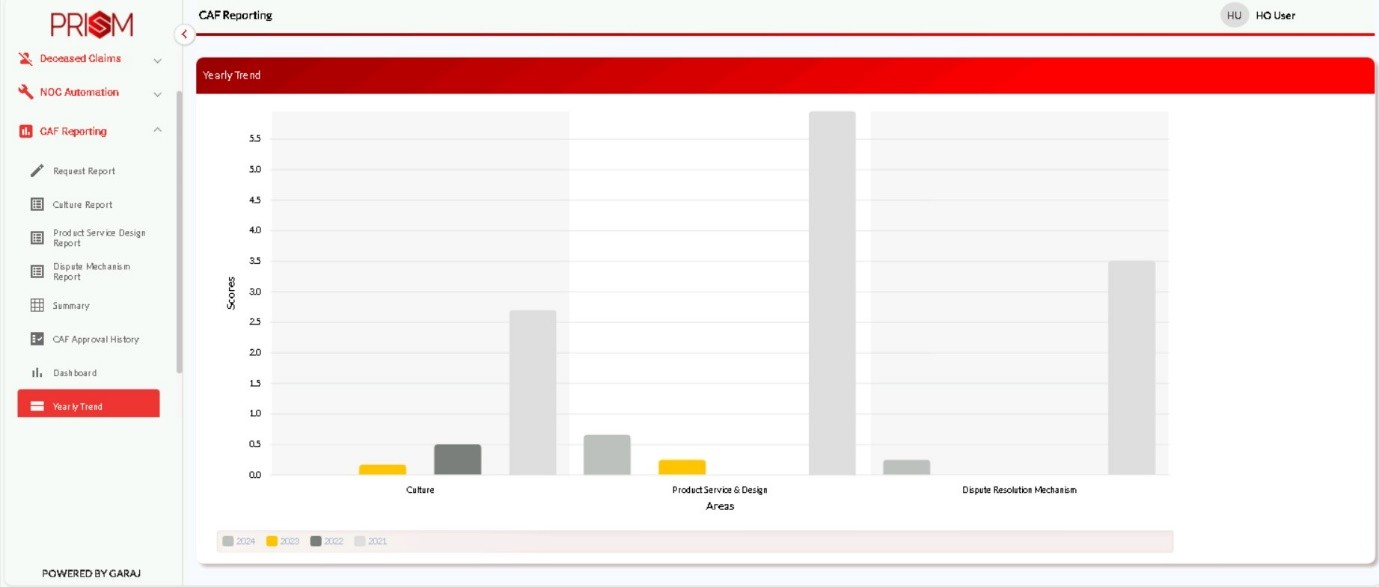 PRISM
CAF Reporting
HU
HO User
Deceased Claims
NOC Automation
CAF Reporting
Request Report
Culture Report
Product Service Design
Report
Dispute Mechanism
Report
Summary
CAF Approval History
Dashboard
Yearly Trend
POWERED BY GARAJ
Yearly Trend
Scores
5.5
5.0
4.5
4.0
3.5
3.0
2.5
2.0
1.5
1.0
0.5
0.0
Culture
Product Service & Design
Dispute Resolution Mechanism
Areas
2024
2023
2022
2021